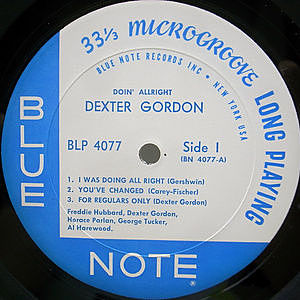 33⅓ MICROGROOVE LONG PLAYING
BLUE NOTE RECORDS INC • NEW YORK USA
DOIN' ALLRIGHT
DEXTER GORDON
BLP 4077
Side 1
(BN 4077-A)
1. I WAS DOING ALL RIGHT (Gershwin)
2. YOU'VE CHANGED (Carey-Fischer)
3. FOR REGULARS ONLY (Dexter Gordon)
Freddie Hubbard, Dexter Gordon,
Horace Parlan, George Tucker,
Al Harewood.
BLUE
NOTE
®